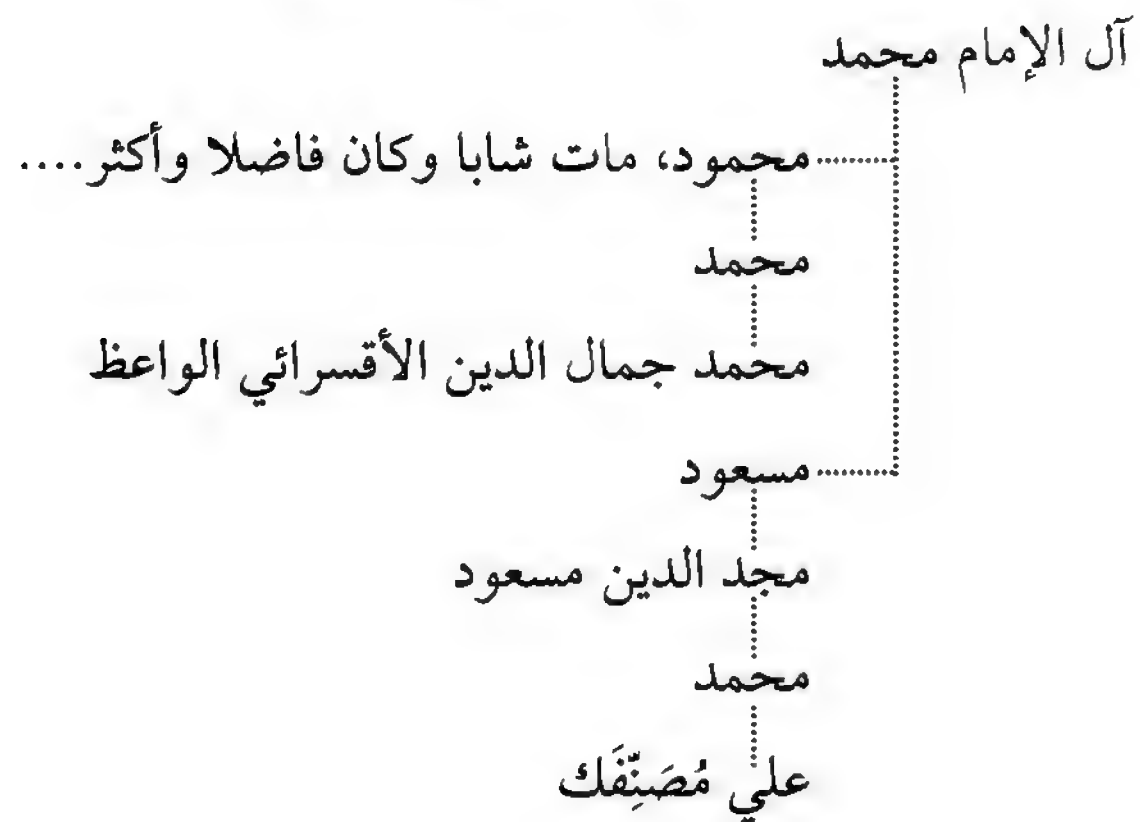 آل الإمام محمد
محمود، مات شابا وكان فاضلا وأكثر....
محمد
محمد جمال الدين الأقسرائي الواعظ
مسعود
مجد الدين مسعود
محمد
علي مُصَنِّفَك